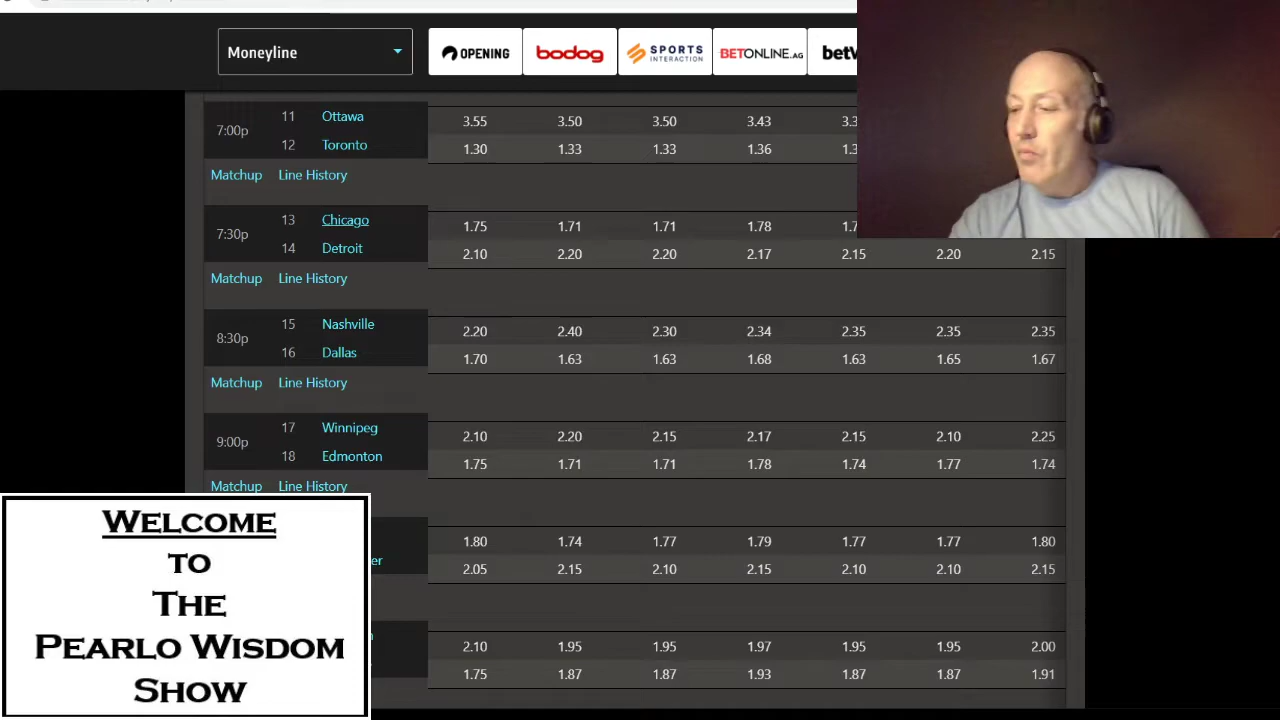 Moneyline
OPENING
bodog
SPORTS INTERACTION
BETONLINE.AG
7:00p 11 Ottawa 3.55 3.50 3.50 3.43
12 Toronto 1.30 1.33 1.33 1.36
Matchup Line History
7:30p 13 Chicago 1.75 1.71 1.71 1.78
14 Detroit 2.10 2.20 2.20 2.17 2.15 2.20 2.15
Matchup Line History
8:30p 15 Nashville 2.20 2.40 2.30 2.34 2.35 2.35 2.35
16 Dallas 1.70 1.63 1.63 1.68 1.63 1.65 1.67
Matchup Line History
9:00p 17 Winnipeg 2.10 2.20 2.15 2.17 2.15 2.10 2.25
18 Edmonton 1.75 1.71 1.71 1.78 1.74 1.77 1.74
Matchup Line History
1.80 1.74 1.77 1.79 1.77 1.77 1.80
er 2.05 2.15 2.10 2.15 2.10 2.10 2.15
2.10 1.95 1.95 1.97 1.95 1.95 2.00
1.75 1.87 1.87 1.93 1.87 1.87 1.91
WELCOME
TO
THE
PEARLO WISDOM
SHOW